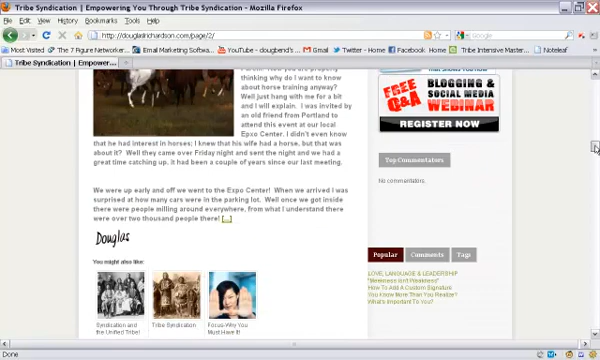 Tribe Syndication | Empowering You Through Tribe Syndication - Mozilla Firefox
Edit View History Bookmarks Tools Help
http://douglasrichardson.com/page/2/
Google
Most Visited The 7 Figure Networker... Email Marketing Softw... YouTube - dougbend's ... Gmail Twitter / Home Facebook Home Tribe Intensive Master... Noteleaf
Tribe Syndication | Empower...
thinking why do I want to
know about horse training anyway?
Well just hang with me for a bit
and I will explain. I was invited by
an old friend from Portland to
attend this event at our local
Expo Center. I didn't even know
that he had interest in horses; I knew that his wife had a horse, but that was
about it? Well they came over Friday night and sent the night and we had a
great time catching up, it had been a couple of years since our last meeting.
We were up early and off we went to the Expo Center! When we arrived I was
surprised at how many cars were in the parking lot. Well once we got inside
there were people milling around everywhere, from what I understand there
were over two thousand people there! [...]
Douglas
You might also like:
Syndication and
the Unified Tribe!
Tribe Syndication
Focus-Why You
Must Have It!
FREE
Q&A
BLOGGING &
SOCIAL MEDIA
WEBINAR
REGISTER NOW
Top Commentators
No commentators.
Popular Comments Tags
LOVE, LANGUAGE & LEADERSHIP
"Meekness isn't Weakness"
How To Add A Custom Signature
You Know More Than You Realize?
What's Important To You?
Done